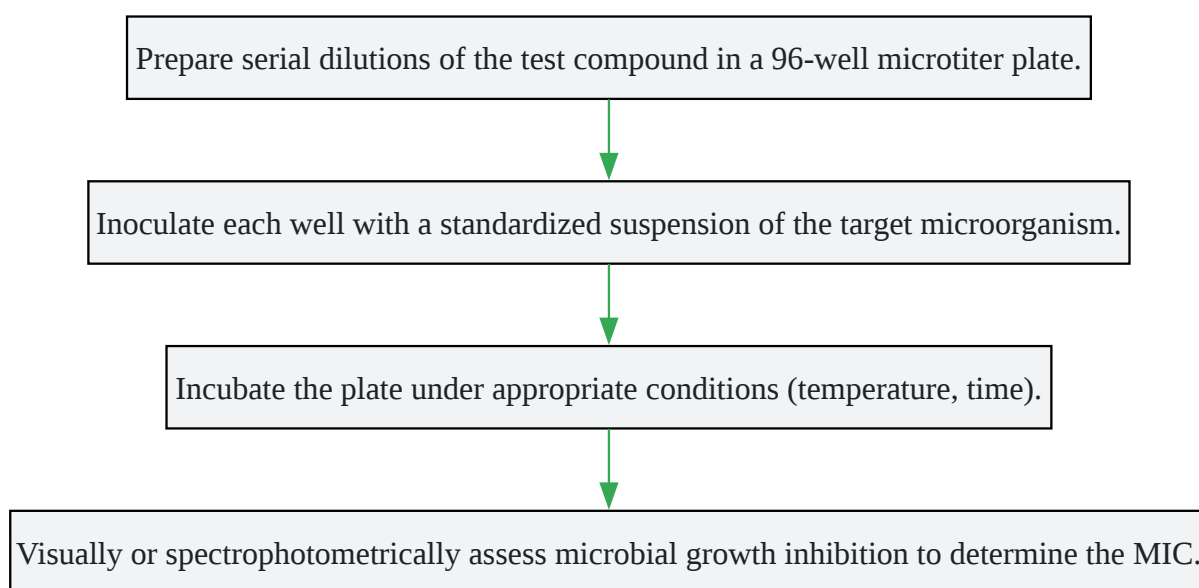 Prepare serial dilutions of the test compound in a 96-well microtiter plate.
Inoculate each well with a standardized suspension of the target microorganism.
Incubate the plate under appropriate conditions (temperature, time).
Visually or spectrophotometrically assess microbial growth inhibition to determine the MIC.